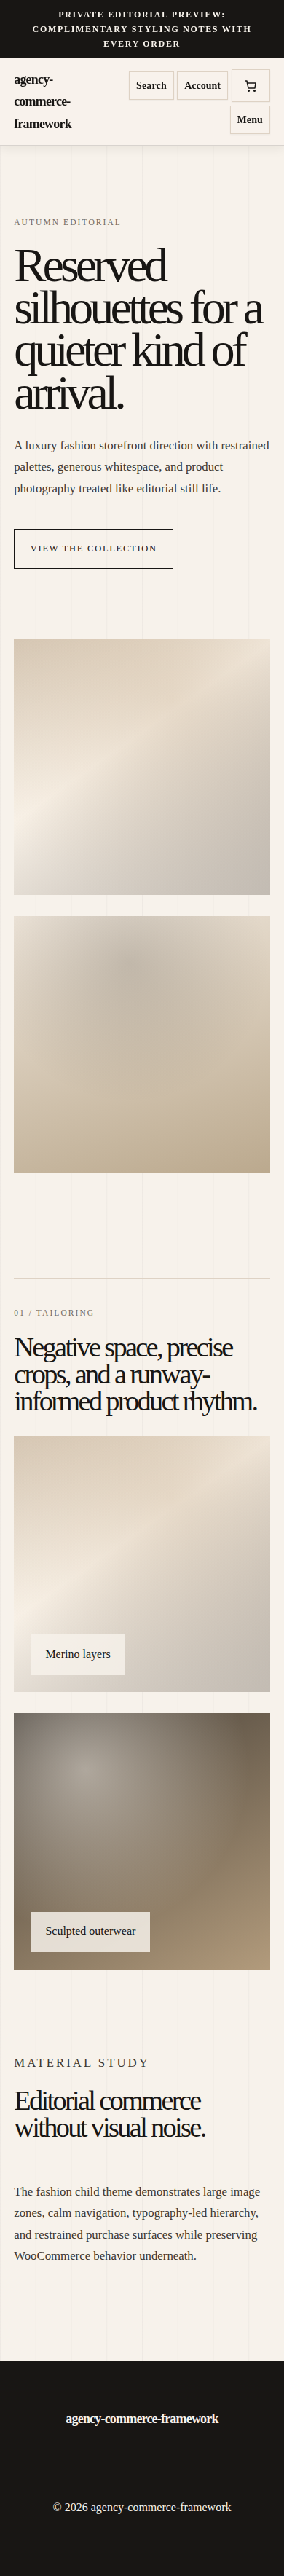 PRIVATE EDITORIAL PREVIEW:
COMPLIMENTARY STYLING NOTES WITH
EVERY ORDER
agency-
commerce-
framework
Search
Account
Menu
AUTUMN EDITORIAL
Reserved
silhouettes for a
quieter kind of
arrival.
A luxury fashion storefront direction with restrained
palettes, generous whitespace, and product
photography treated like editorial still life.
VIEW THE COLLECTION
01 / TAILORING
Negative space, precise
crops, and a runway-
informed product rhythm.
Merino layers
Sculpted outerwear
MATERIAL STUDY
Editorial commerce
without visual noise.
The fashion child theme demonstrates large image
zones, calm navigation, typography-led hierarchy,
and restrained purchase surfaces while preserving
WooCommerce behavior underneath.
agency-commerce-framework
© 2026 agency-commerce-framework